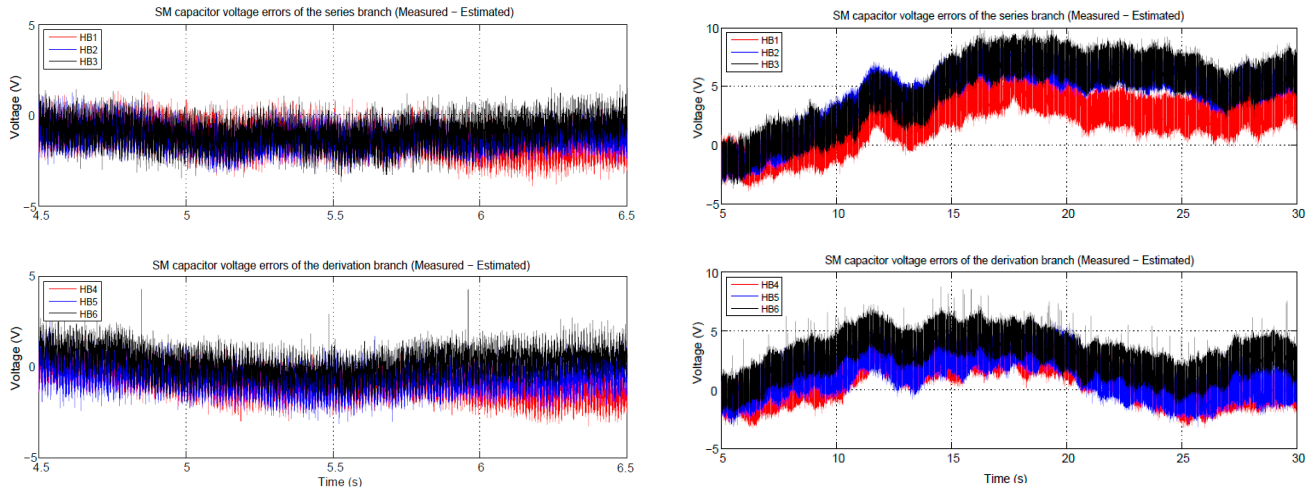 SM capacitor voltage errors of the series branch (Measured − Estimated)
5
HB1
HB2
HB3
Voltage (V)
0
−5
4.5 5 5.5 6 6.5
SM capacitor voltage errors of the derivation branch (Measured − Estimated)
5
HB4
HB5
HB6
Voltage (V)
0
−5
4.5 5 5.5 6 6.5
Time (s)
SM capacitor voltage errors of the series branch (Measured − Estimated)
10
HB1
HB2
HB3
Voltage (V)
5
0
−5
5 10 15 20 25 30
SM capacitor voltage errors of the derivation branch (Measured − Estimated)
10
HB4
HB5
HB6
Voltage (V)
5
0
−5
5 10 15 20 25 30
Time (s)